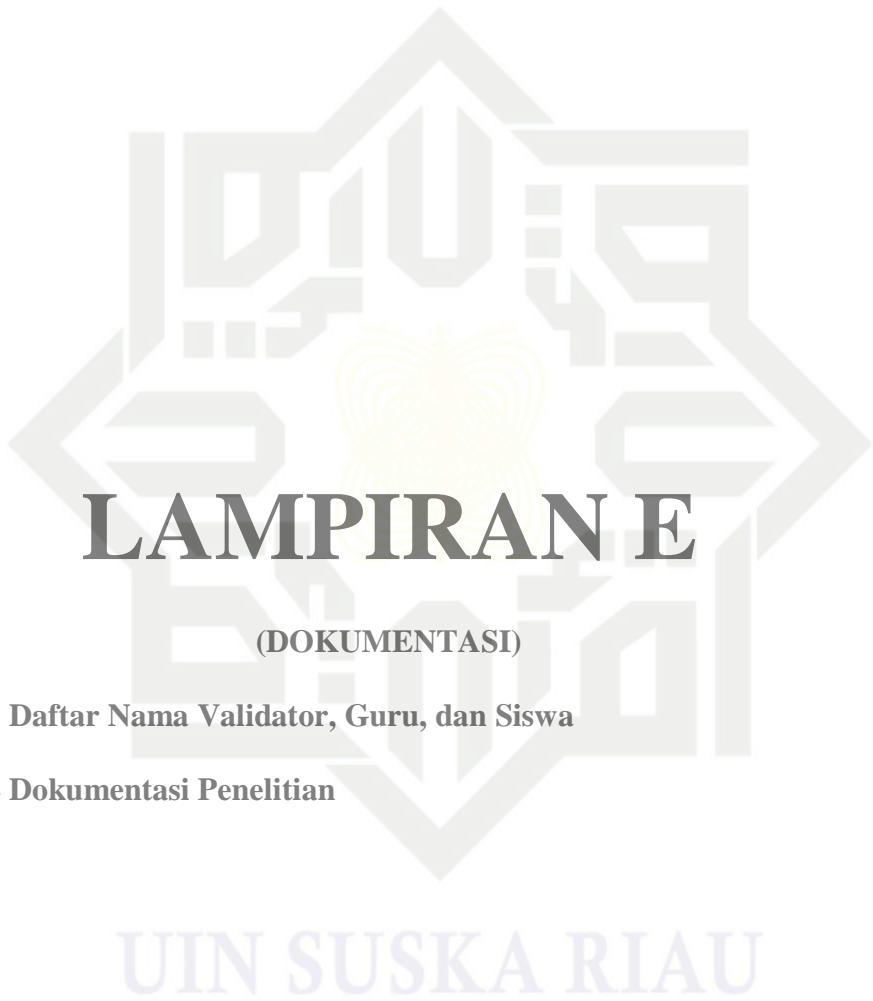 LAMPIRAN E
(DOKUMENTASI)
Daftar Nama Validator, Guru, dan Siswa
Dokumentasi Penelitian
UIN SUSKA RIAU